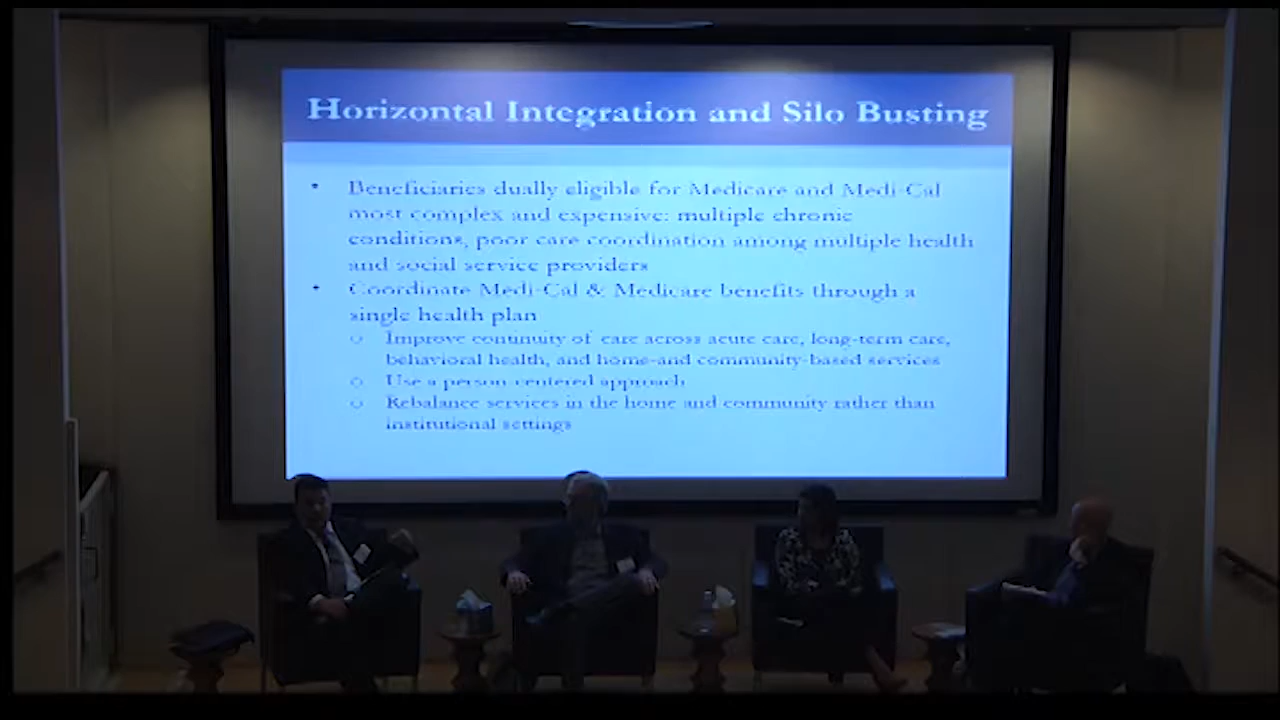 Horizontal Integration and Silo Busting
• Beneficiaries dually eligible for Medicare and Medi-Cal
most complex and expensive: multiple chronic
conditions, poor care coordination among multiple health
and social service providers
• Coordinate Medi-Cal & Medicare benefits through a
single health plan
○ Improve continuity of care across acute care, long-term care,
behavioral health, and home-and community-based services
○ Use a person-centered approach
○ Rebalance services in the home and community rather than
institutional settings